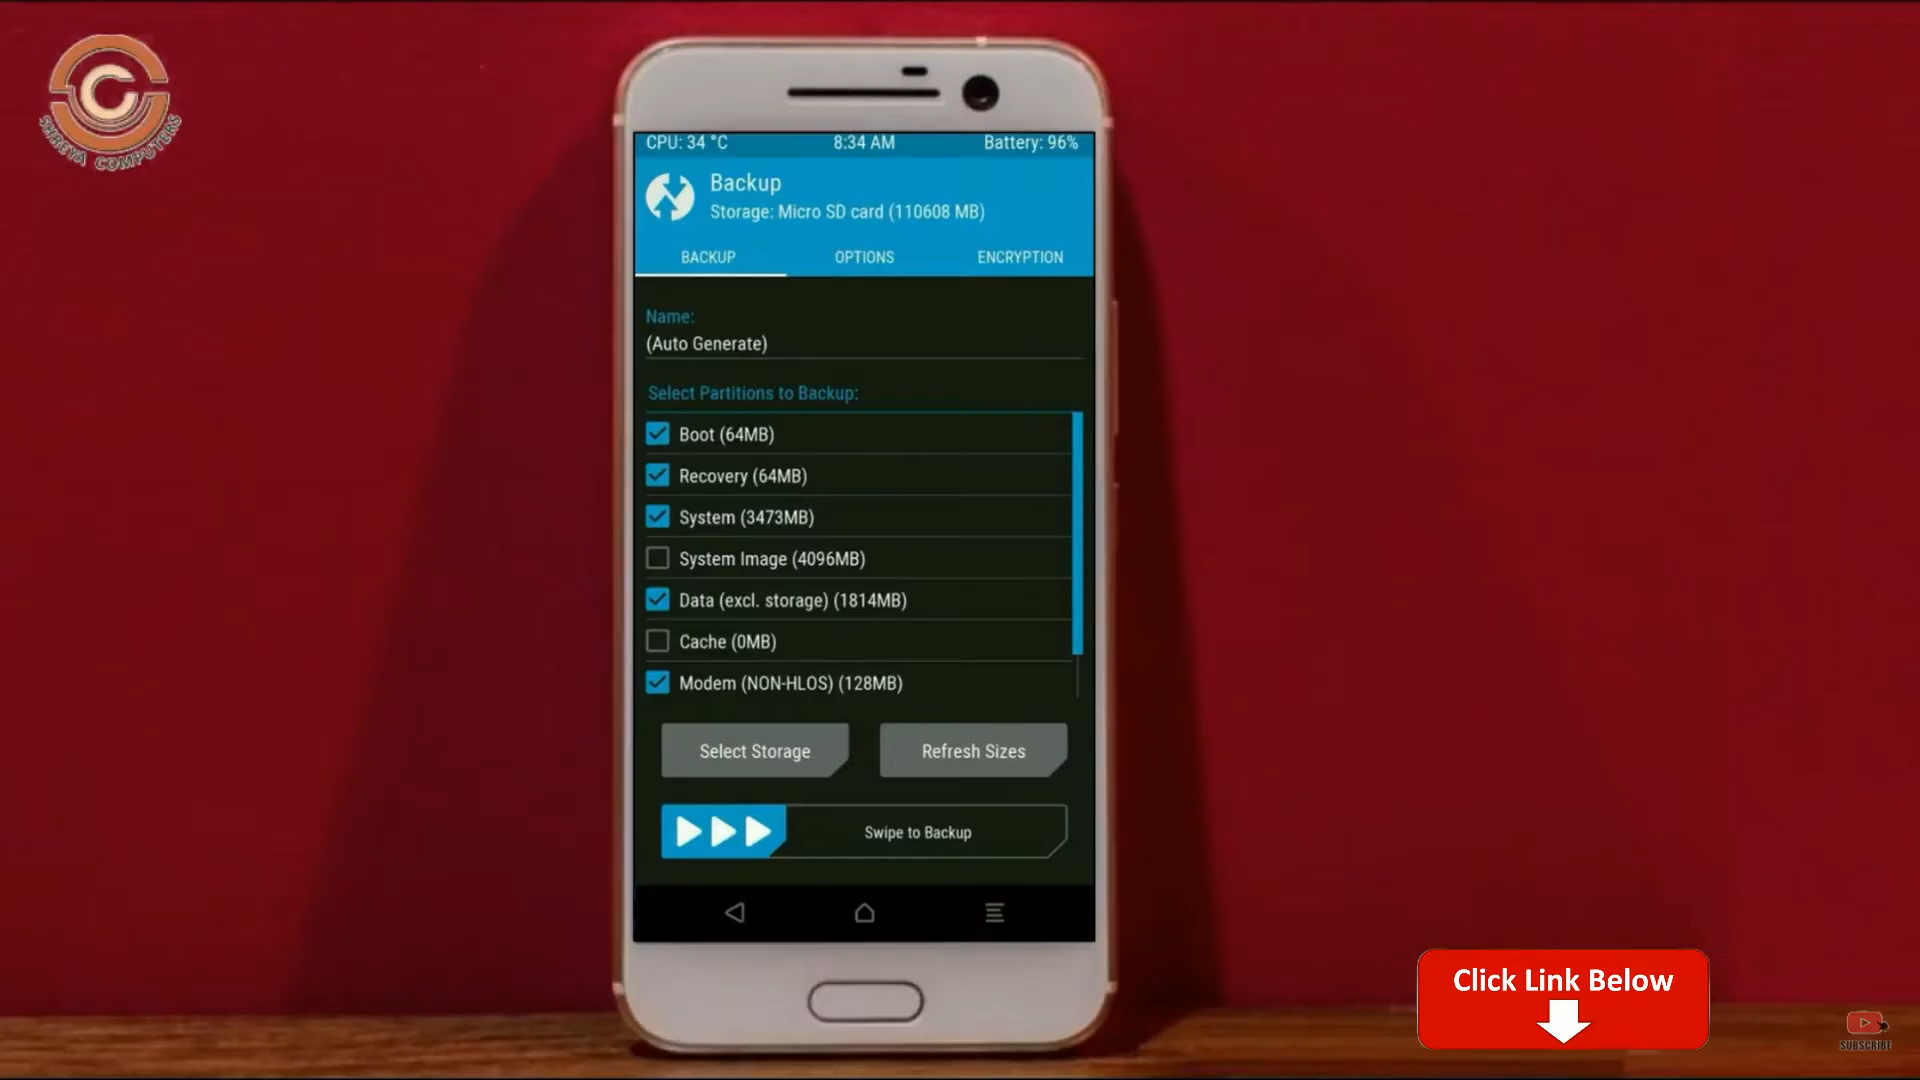 SHREYA COMPUTERS
CPU: 34 °C
8:34 AM
Battery: 96%
Backup
Storage: Micro SD card (110608 MB)
BACKUP
OPTIONS
ENCRYPTION
Name:
(Auto Generate)
Select Partitions to Backup:
Boot (64MB)
Recovery (64MB)
System (3473MB)
System Image (4096MB)
Data (excl. storage) (1814MB)
Cache (0MB)
Modem (NON-HLOS) (128MB)
Select Storage
Refresh Sizes
Swipe to Backup
Click Link Below
SUBSCRIBE